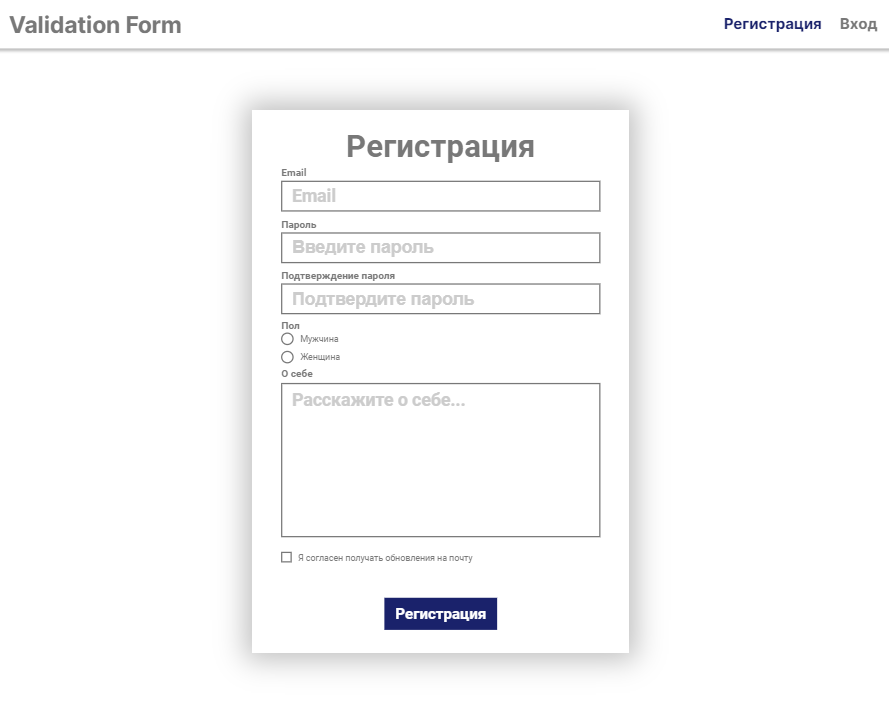 Validation Form
Регистрация Вход
Регистрация
Email
Email
Пароль
Введите пароль
Подтверждение пароля
Подтвердите пароль
Пол
Мужчина
Женщина
О себе
Расскажите о себе...
Я согласен получать обновления на почту
Регистрация